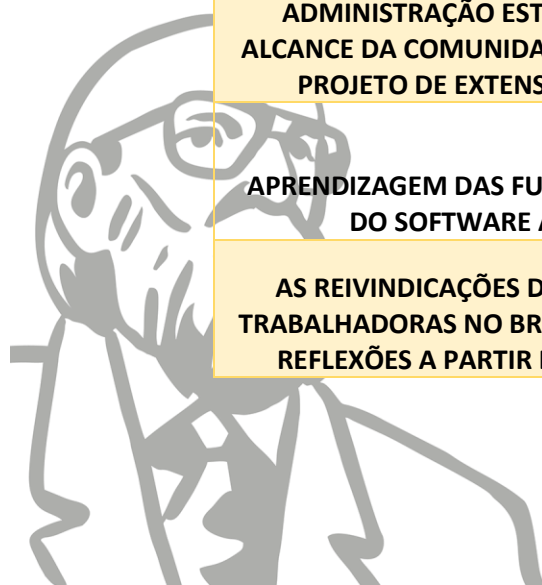 ADMINISTRAÇÃO EST
ALCANCE DA COMUNIDA
PROJETO DE EXTENS
APRENDIZAGEM DAS FU
DO SOFTWARE
AS REIVINDICAÇÕES D
TRABALHADORAS NO BR
REFLEXÕES A PARTIR